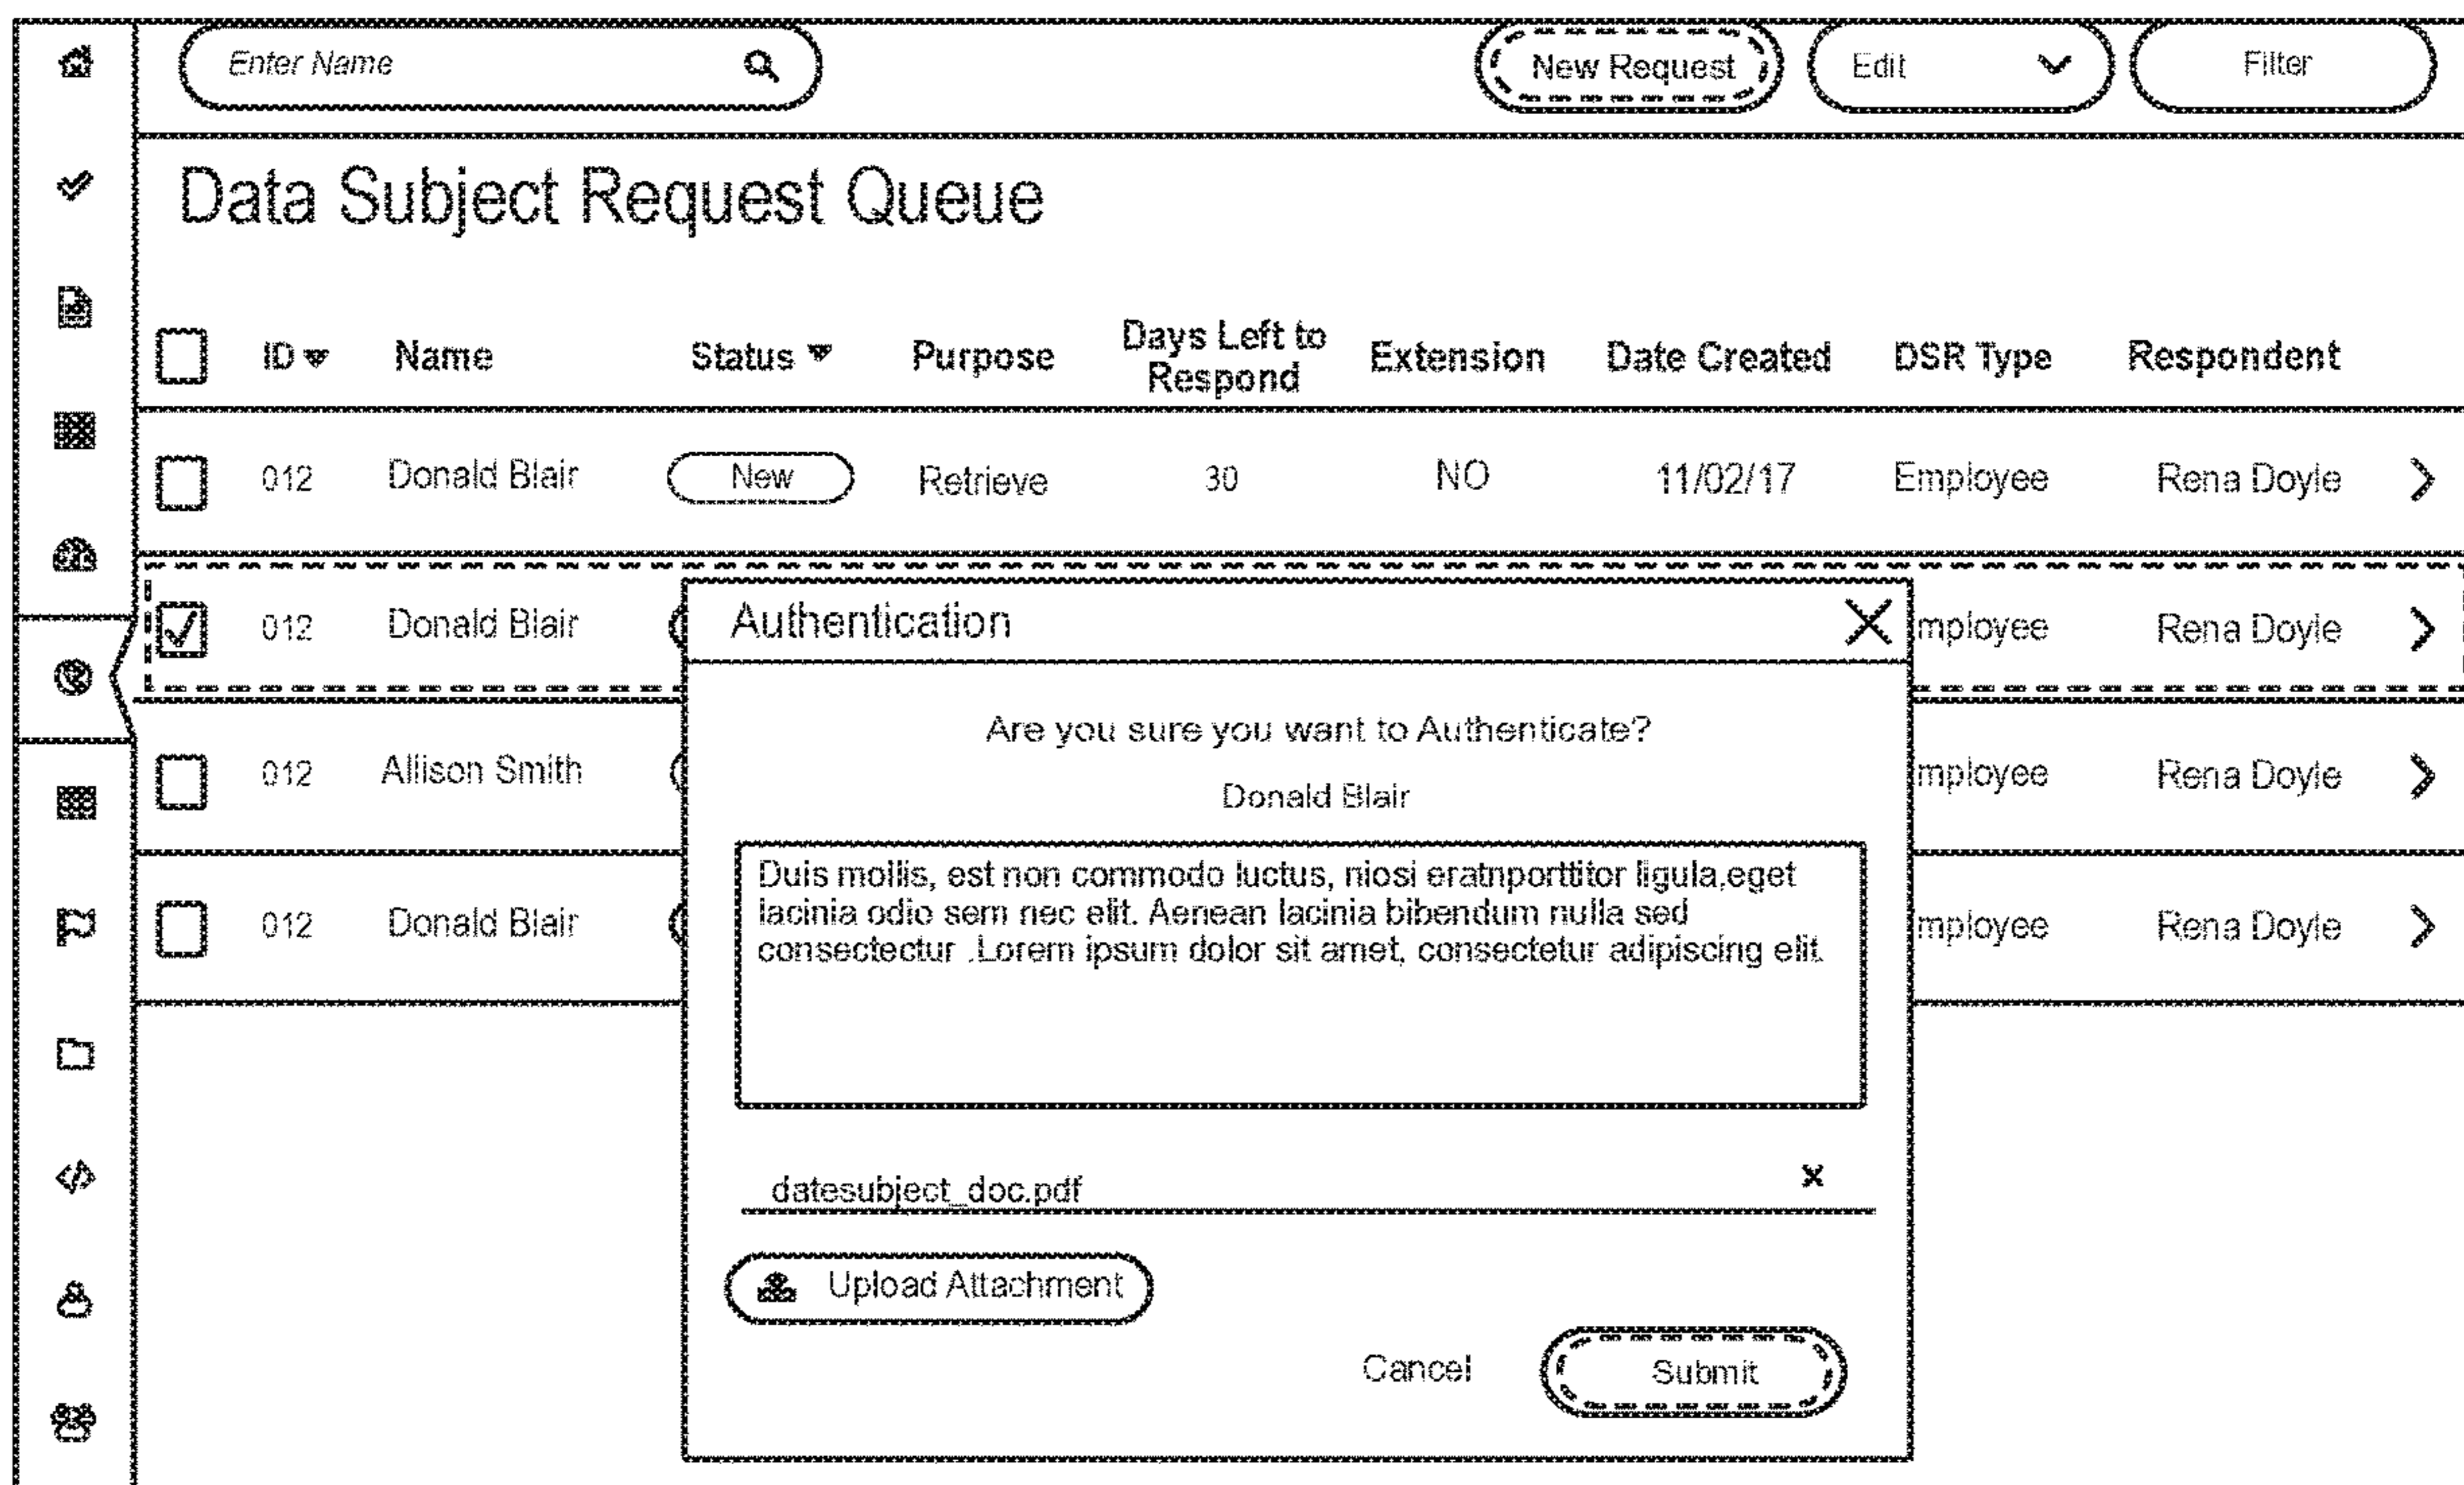 Enter Name
New Request
Edit
Filter
Data Subject Request Queue
ID Name Status Purpose Days Left to Respond Extension Date Created DSR Type Respondent
012 Donald Blair New Retrieve 30 NO 11/02/17 Employee Rena Doyle
012 Donald Blair mployee Rena Doyle
012 Allison Smith mployee Rena Doyle
012 Donald Blair mployee Rena Doyle
Authentication
Are you sure you want to Authenticate?
Donald Blair
Duis mollis, est non commodo luctus, niosi eratnporttitor ligula,eget
lacinia odio sem nec elit. Aenean lacinia bibendum nulla sed
consectectur .Lorem ipsum dolor sit amet, consectetur adipiscing elit.
datesubject_doc.pdf x
Upload Attachment
Cancel
Submit